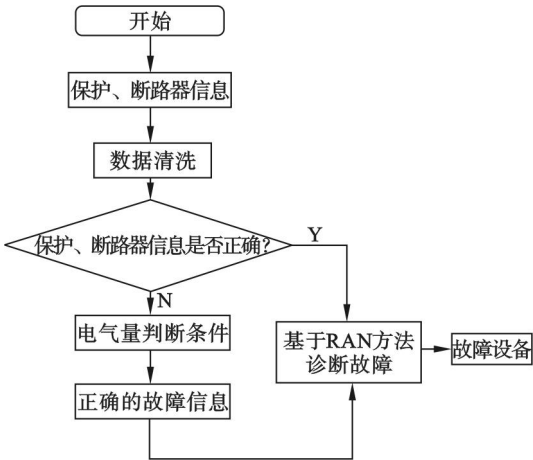 开始
保护、断路器信息
数据清洗
保护、断路器信息是否正确?
Y
N
电气量判断条件
正确的故障信息
基于RAN方法
诊断故障
故障设备